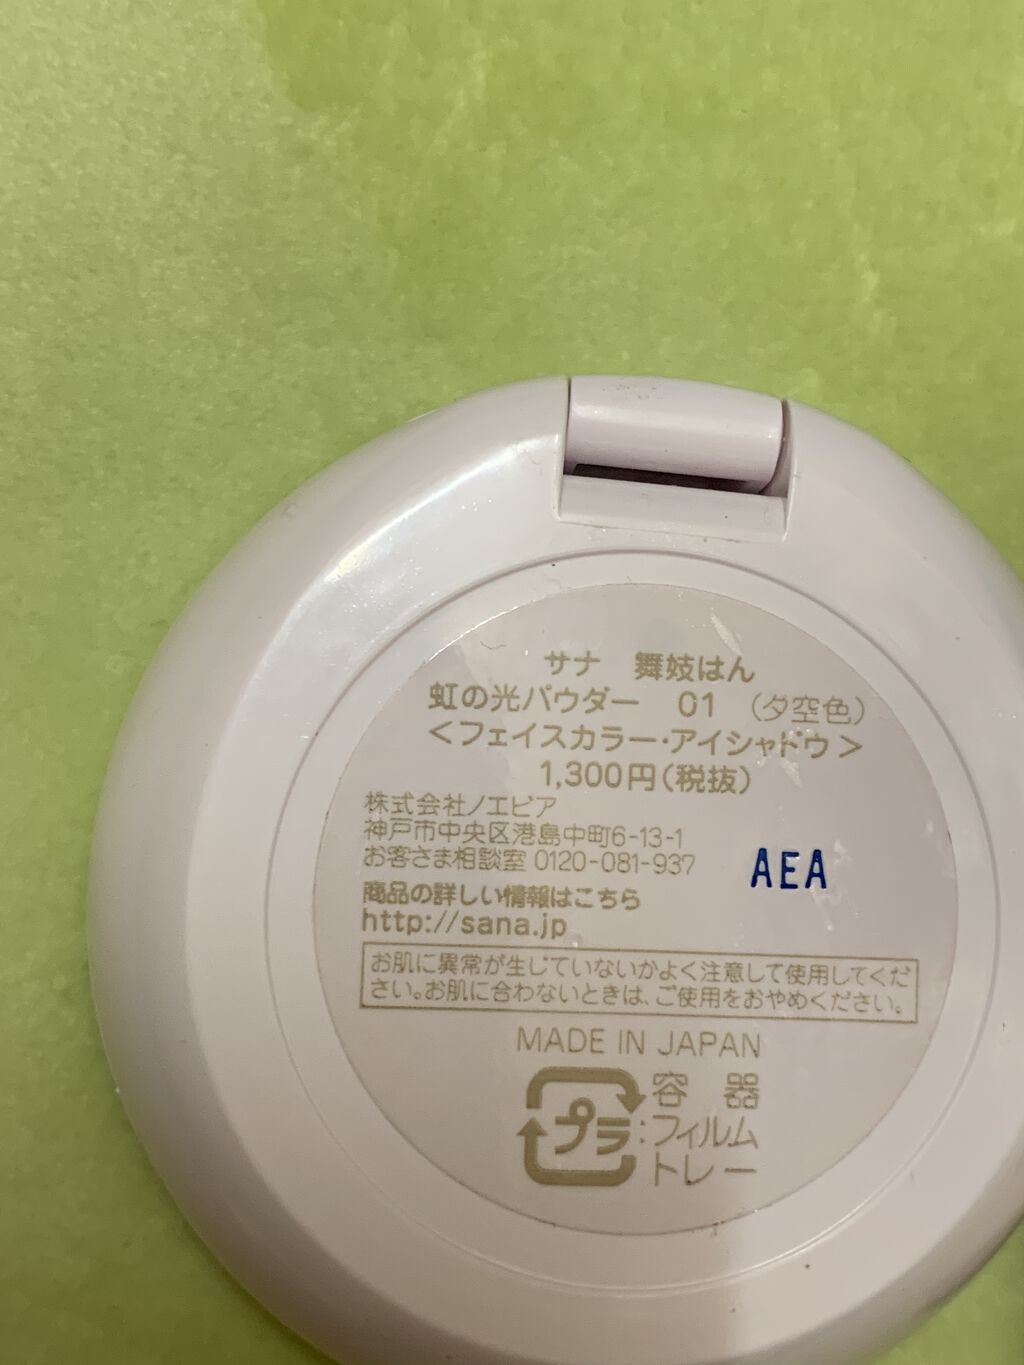 サナ　舞妓はん
虹の光パウダー　01　(夕空色)
＜フェイスカラー・アイシャドウ＞
1,300円(税抜)
株式会社ノエビア
神戸市中央区港島中町6-13-1
お客さま相談室 0120-081-937
AEA
商品の詳しい情報はこちら
http://sana.jp
お肌に異常が生じていないかよく注意して使用してくだ
さい。お肌に合わないときは、ご使用をおやめください。
MADE IN JAPAN
プラ：容　器
フィルム
トレー